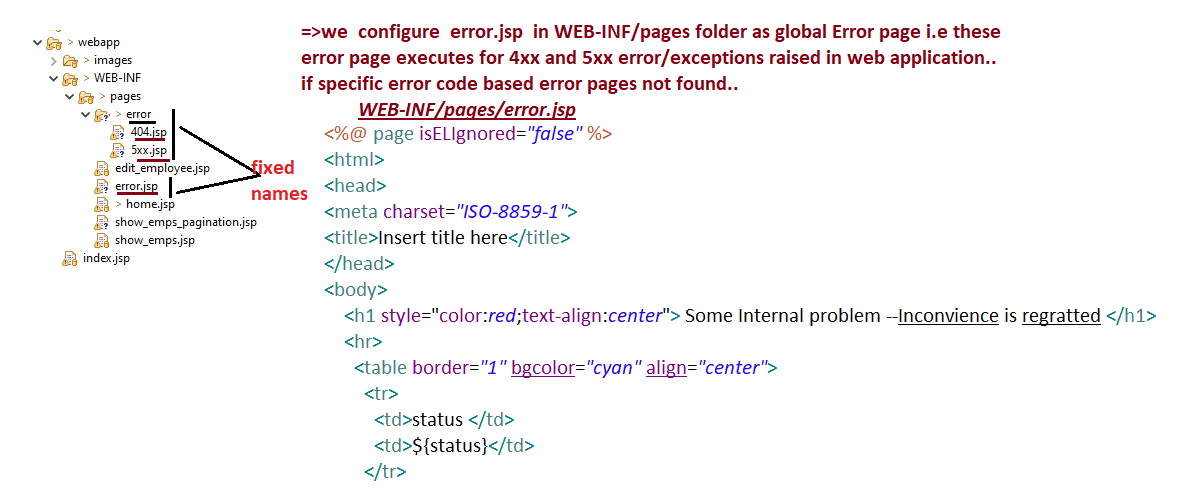 webapp
images
WEB-INF
pages
error
404.jsp
5xx.jsp
edit_employee.jsp
error.jsp
home.jsp
show_emps_pagination.jsp
show_emps.jsp
index.jsp
fixed
names
=>we configure error.jsp in WEB-INF/pages folder as global Error page i.e these
error page executes for 4xx and 5xx error/exceptions raised in web application..
if specific error code based error pages not found..
WEB-INF/pages/error.jsp
<%@ page isELIgnored="false" %>
<html>
<head>
<meta charset="ISO-8859-1">
<title>Insert title here</title>
</head>
<body>
<h1 style="color:red;text-align:center"> Some Internal problem --Inconvience is regratted </h1>
<hr>
<table border="1" bgcolor="cyan" align="center">
<tr>
<td>status </td>
<td>${status}</td>
</tr>